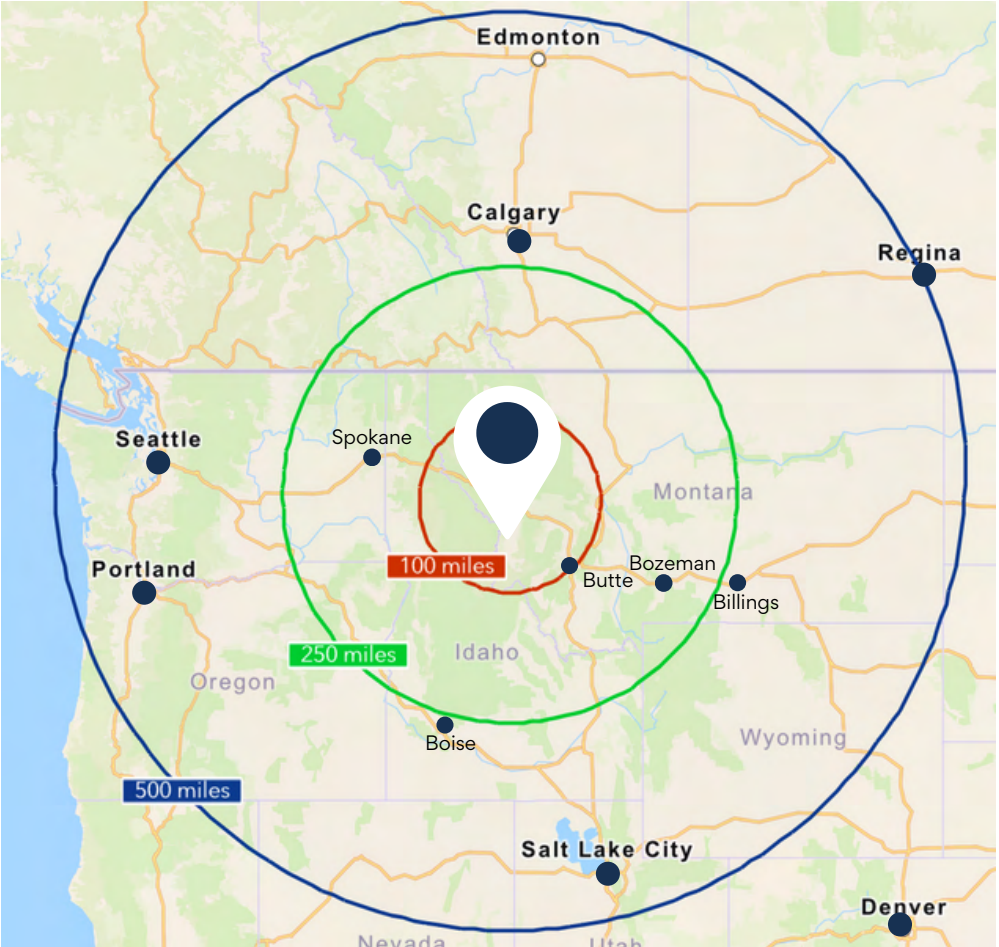 Edmonton
Calgary
Regina
Seattle
Spokane
Montana
Portland
100 miles
Butte
Bozeman
Billings
250 miles
Idaho
Oregon
Boise
Wyoming
500 miles
Salt Lake City
Denver
Nevada
Utah